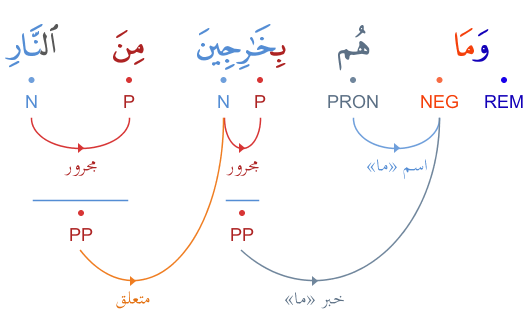 وَمَا هُم بِخَٰرِجِينَ مِنَ ٱلنَّارِ
REM NEG PRON P N P N
اسم «ما» مجرور مجرور
PP PP
خبر «ما» متعلق